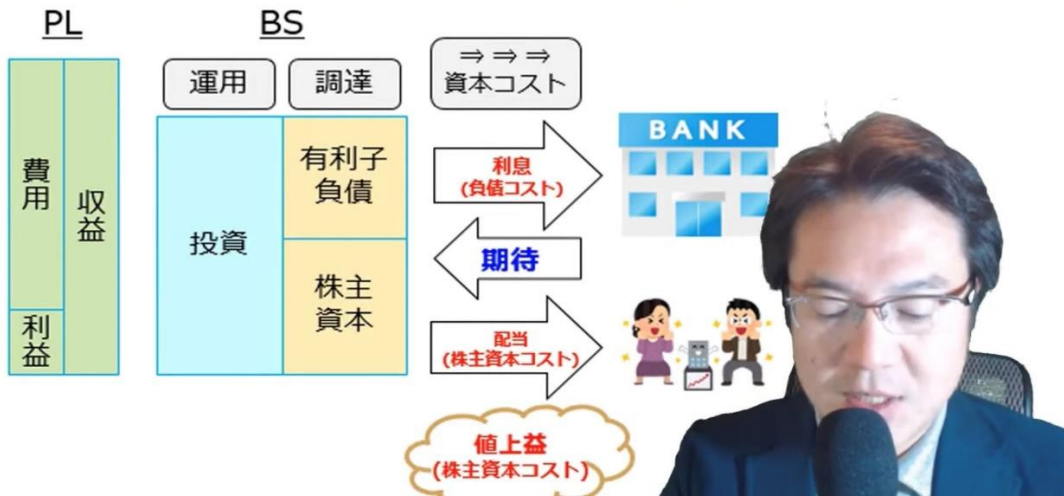 PL
BS
運用
調達
⇒ ⇒ ⇒
資本コスト
費用
収益
利益
投資
有利子
負債
株主
資本
利息
(負債コスト)
期待
配当
(株主資本コスト)
値上益
(株主資本コスト)
BANK